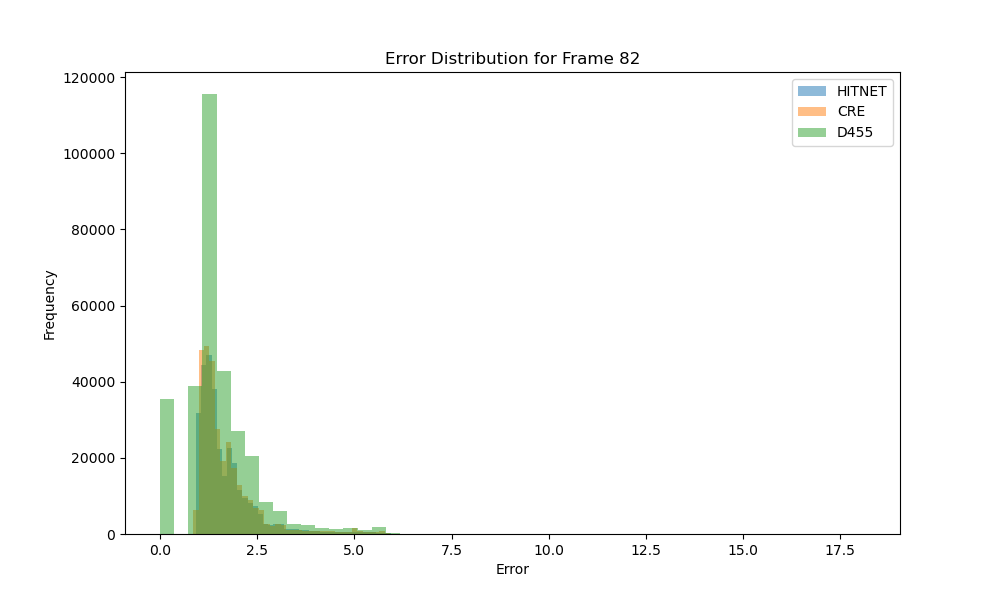 Error Distribution for Frame 82
HITNET
CRE
D455
120000
100000
80000
60000
40000
20000
0
Frequency
0.0 2.5 5.0 7.5 10.0 12.5 15.0 17.5
Error